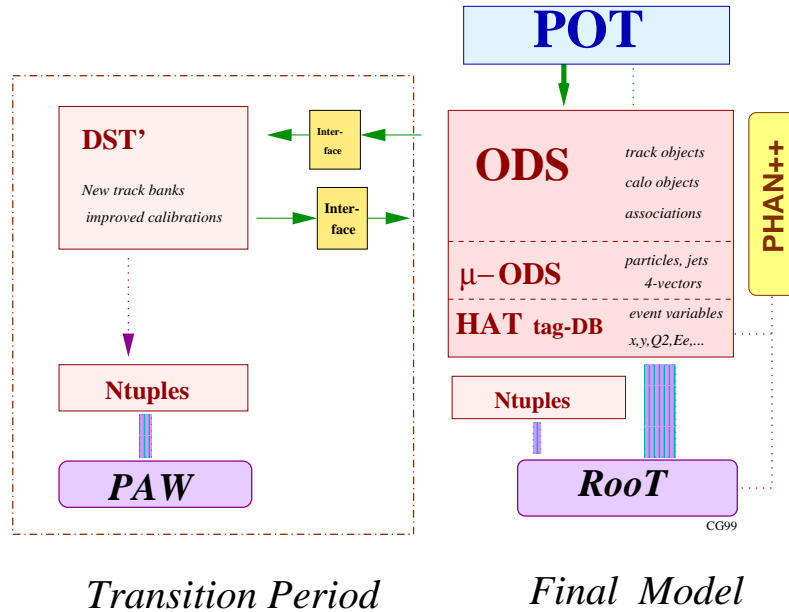 POT
DST’
New track banks
improved calibrations
Inter-
face
Inter-
face
Ntuples
PAW
ODS
track objects
calo objects
associations
μ–ODS
particles, jets
4-vectors
HAT tag-DB
event variables
x,y,Q2,Ee,...
PHAN++
Ntuples
RooT
CG99
Transition Period
Final Model